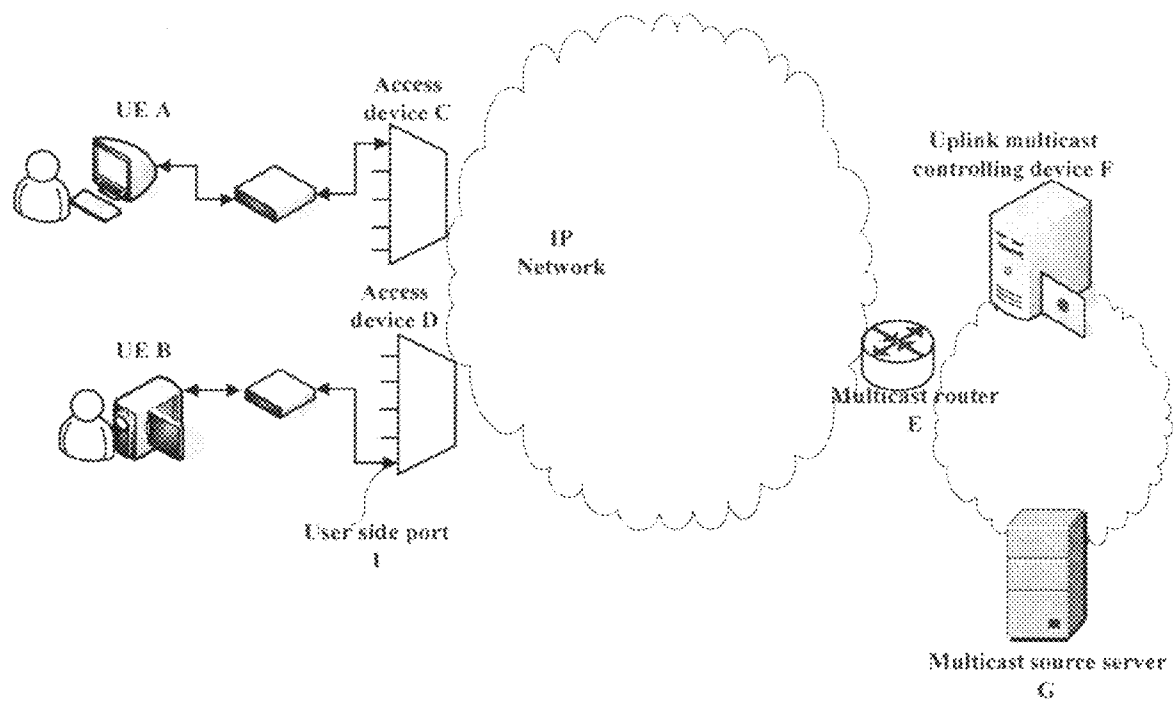 UE A
Access
device C
Uplink multicast
controlling device F
IP
Network
Access
device D
UE B
Multicast router
E
User side port
1
Multicast source server
G